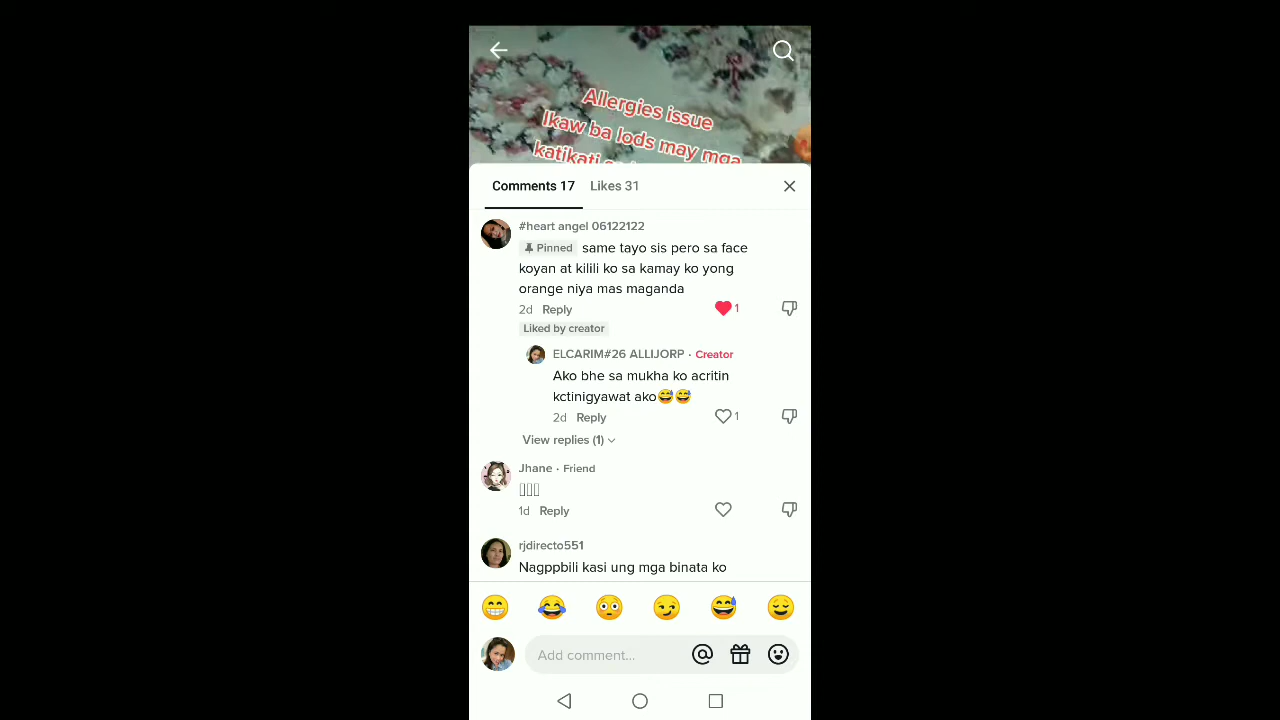 Allergies issue
Ikaw ba lods may mga
katikati
Comments 17 Likes 31
#heart angel 06122122
Pinned same tayo sis pero sa face
koyan at kilili ko sa kamay ko yong
orange niya mas maganda
2d Reply 1
Liked by creator
ELCARIM#26 ALLIJORP · Creator
Ako bhe sa mukha ko acritin
kctinigyawat ako😅😅
2d Reply 1
View replies (1)
Jhane · Friend
1d Reply
rjdirecto551
Nagppbili kasi ung mga binata ko
Add comment...